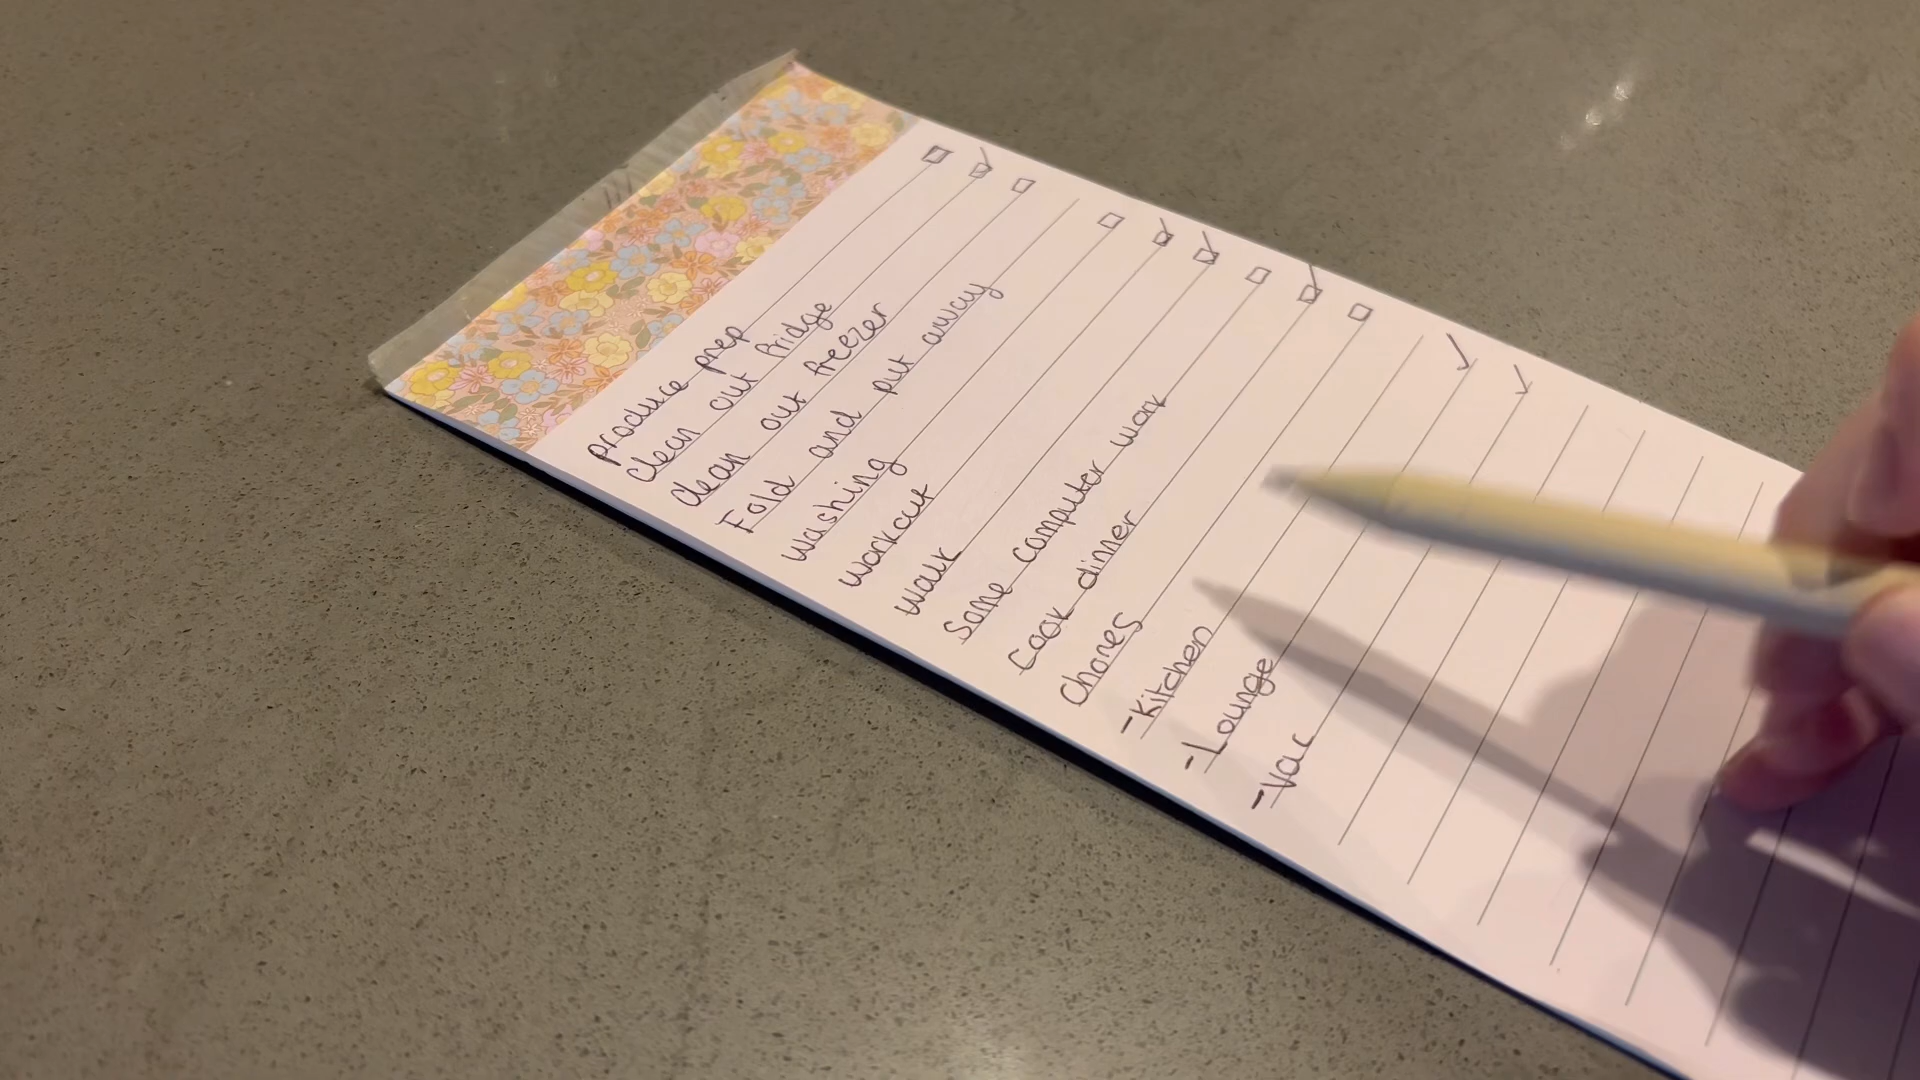 produce prep
clean out fridge
clean out freezer
Fold and put away
washing
workout
walk
Some computer work
Cook dinner
Chores
-Kitchen
-Lounge
-Vac